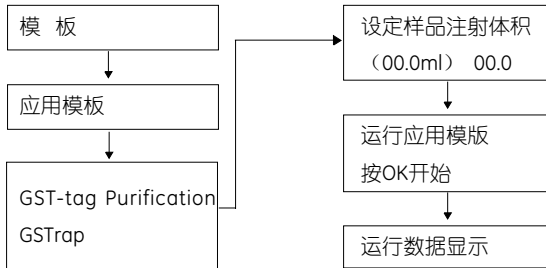 模 板
应用模板
GST-tag Purification
GSTrap
设定样品注射体积
（00.0ml） 00.0
运行应用模版
按OK开始
运行数据显示